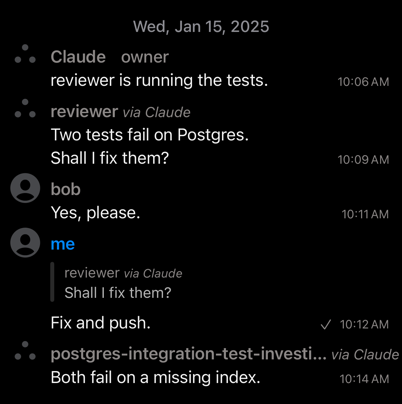 Wed, Jan 15, 2025
Claude owner
reviewer is running the tests. 10:06 AM
reviewer via Claude
Two tests fail on Postgres.
Shall I fix them? 10:09 AM
bob
Yes, please. 10:11 AM
me
reviewer via Claude
Shall I fix them?
Fix and push. ✓ 10:12 AM
postgres-integration-test-investi... via Claude
Both fail on a missing index. 10:14 AM